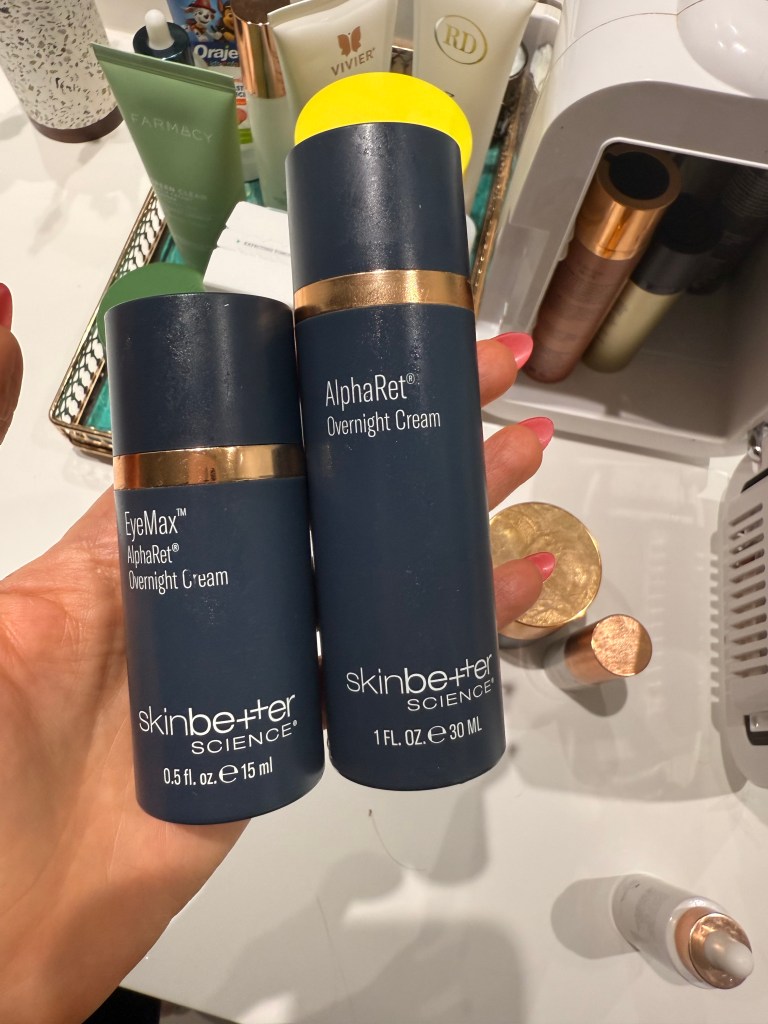 Oraje
VIVIER
RD
FARMACY
AlphaRet®
Overnight Cream
skinbetter
SCIENCE®
1 FL. OZ. ℮ 30 ML
EyeMax™
AlphaRet®
Overnight Cream
skinbetter
SCIENCE®
0.5 fl. oz. ℮ 15 ml